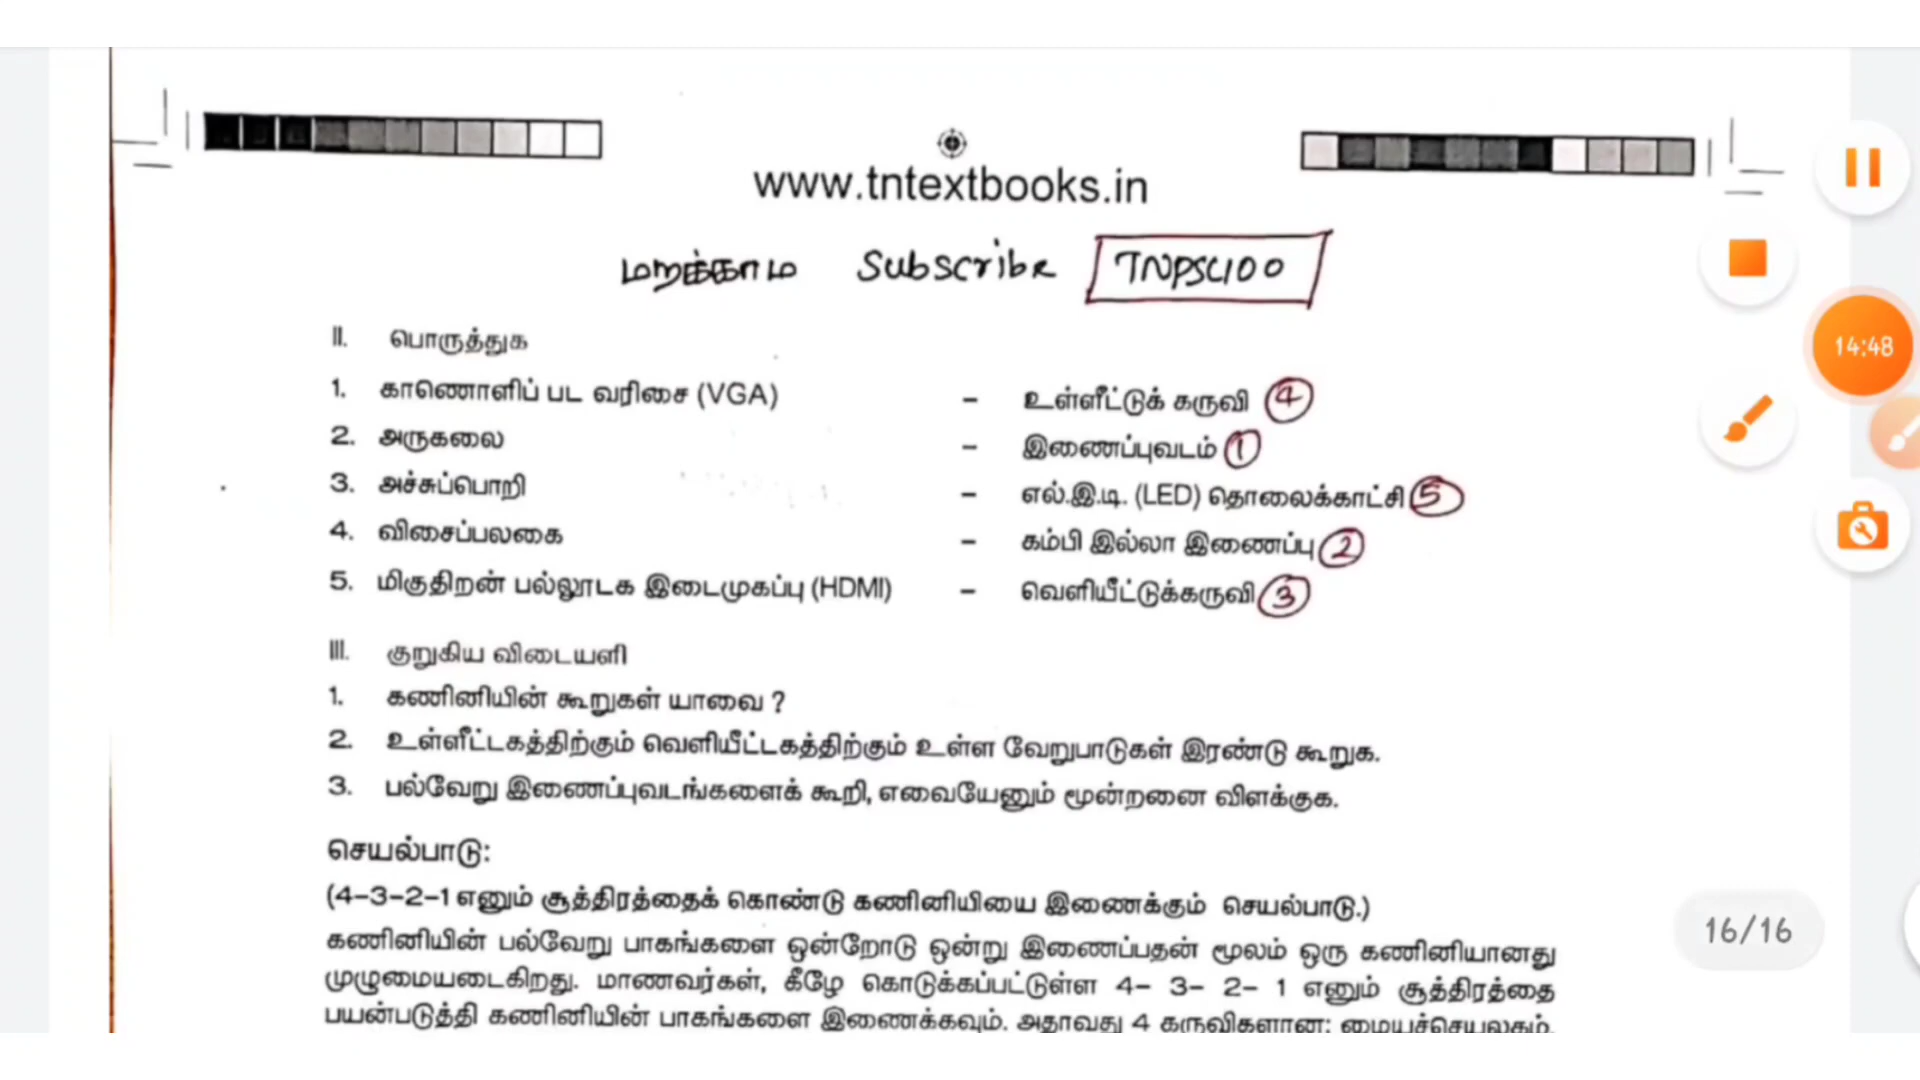 www.tntextbooks.in
மறக்காம Subscribe TNPSC100
II. பொருத்துக
1. காணொளிப் பட வரிசை (VGA) – உள்ளீட்டுக் கருவி 4
2. அருகலை – இணைப்புவடம் 1
3. அச்சுப்பொறி – எல்.இ.டி. (LED) தொலைக்காட்சி 5
4. விசைப்பலகை – கம்பி இல்லா இணைப்பு 2
5. மிகுதிறன் பல்லூடக இடைமுகப்பு (HDMI) – வெளியீட்டுக்கருவி 3
III. குறுகிய விடையளி
1. கணினியின் கூறுகள் யாவை ?
2. உள்ளீட்டகத்திற்கும் வெளியீட்டகத்திற்கும் உள்ள வேறுபாடுகள் இரண்டு கூறுக.
3. பல்வேறு இணைப்புவடங்களைக் கூறி, எவையேனும் மூன்றனை விளக்குக.
செயல்பாடு:
(4-3-2-1 எனும் சூத்திரத்தைக் கொண்டு கணினியியை இணைக்கும் செயல்பாடு.)
கணினியின் பல்வேறு பாகங்களை ஒன்றோடு ஒன்று இணைப்பதன் மூலம் ஒரு கணினியானது
முழுமையடைகிறது. மாணவர்கள், கீழே கொடுக்கப்பட்டுள்ள 4- 3- 2- 1 எனும் சூத்திரத்தை
பயன்படுத்தி கணினியின் பாகங்களை இணைக்கவும். அதாவது 4 கருவிகளான: மையச்செயலகம்,
14:48
16/16